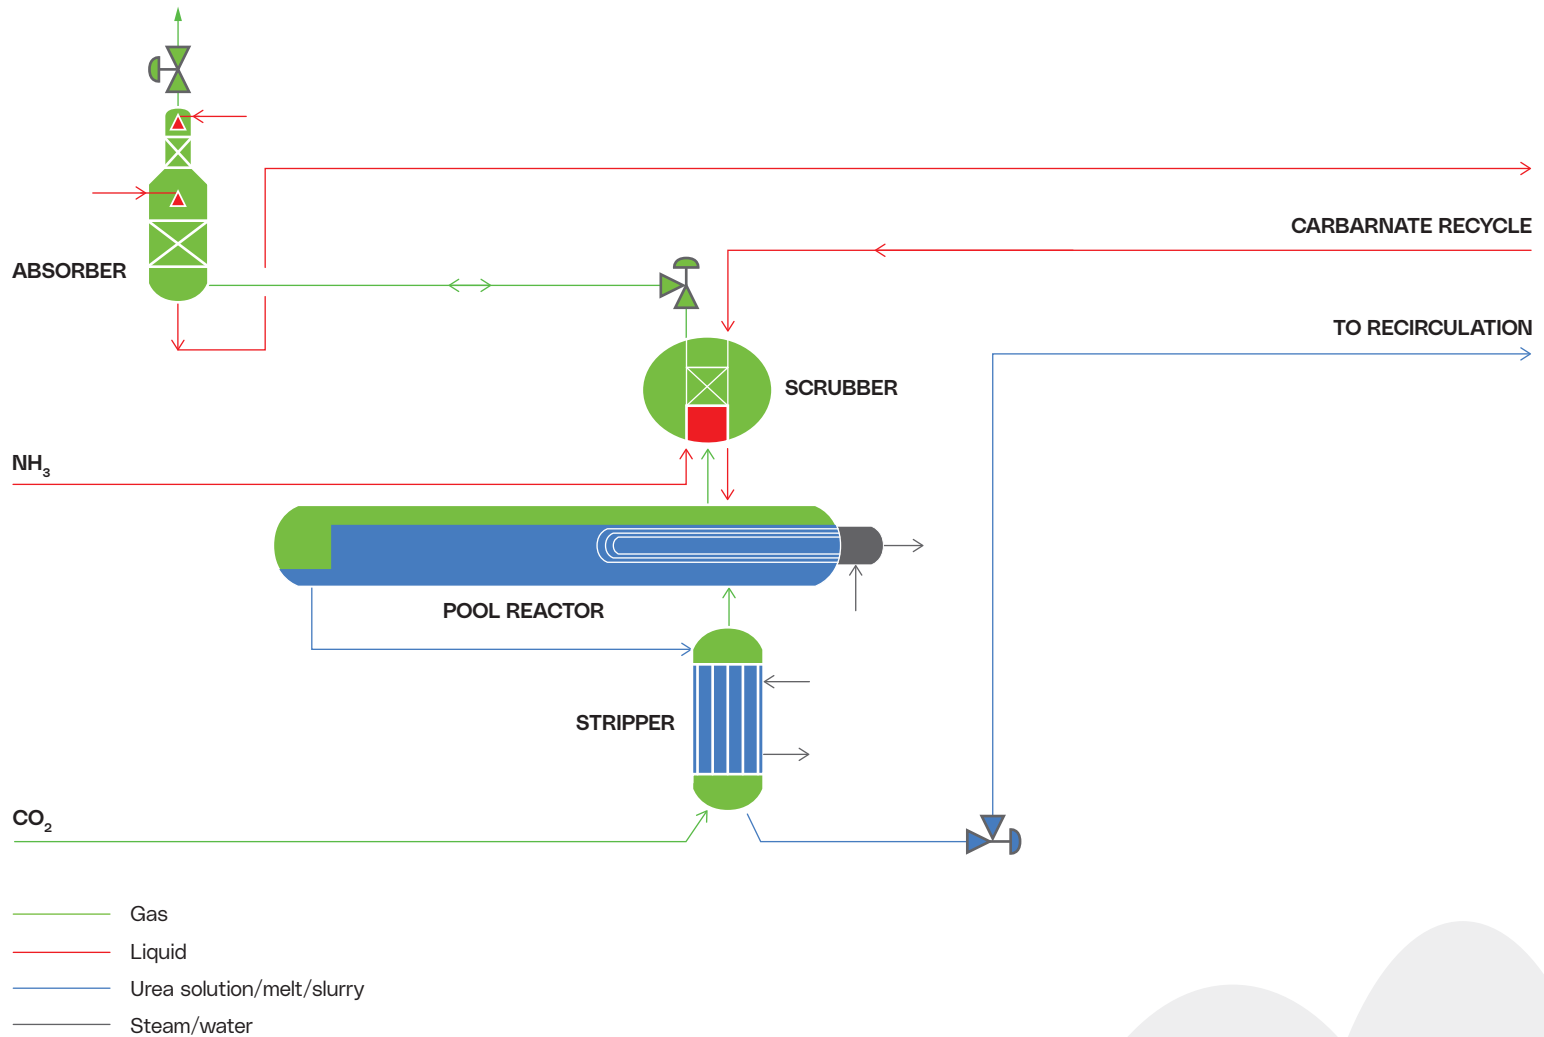 CARBARNATE RECYCLE
ABSORBER
TO RECIRCULATION
SCRUBBER
NH3
POOL REACTOR
STRIPPER
CO2
Gas
Liquid
Urea solution/melt/slurry
Steam/water